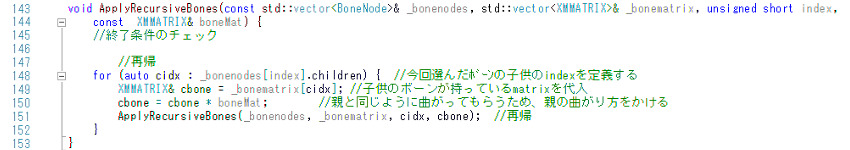 143 void ApplyRecursiveBones(const std::vector<BoneNode>& _bonenodes, std::vector<XMMATRIX>& _bonematrix, unsigned short index,
144 const XMMATRIX& boneMat) {
145 //終了条件のチェック
146
147 //再帰
148 for (auto cidx : _bonenodes[index].children) { //今回選んだﾎﾞｰﾝの子供のindexを定義する
149 XMMATRIX& cbone = _bonematrix[cidx]; //子供のボーンが持っているmatrixを代入
150 cbone = cbone * boneMat; //親と同じように曲がってもらうため、親の曲がり方をかける
151 ApplyRecursiveBones(_bonenodes, _bonematrix, cidx, cbone); //再帰
152 }
153 }